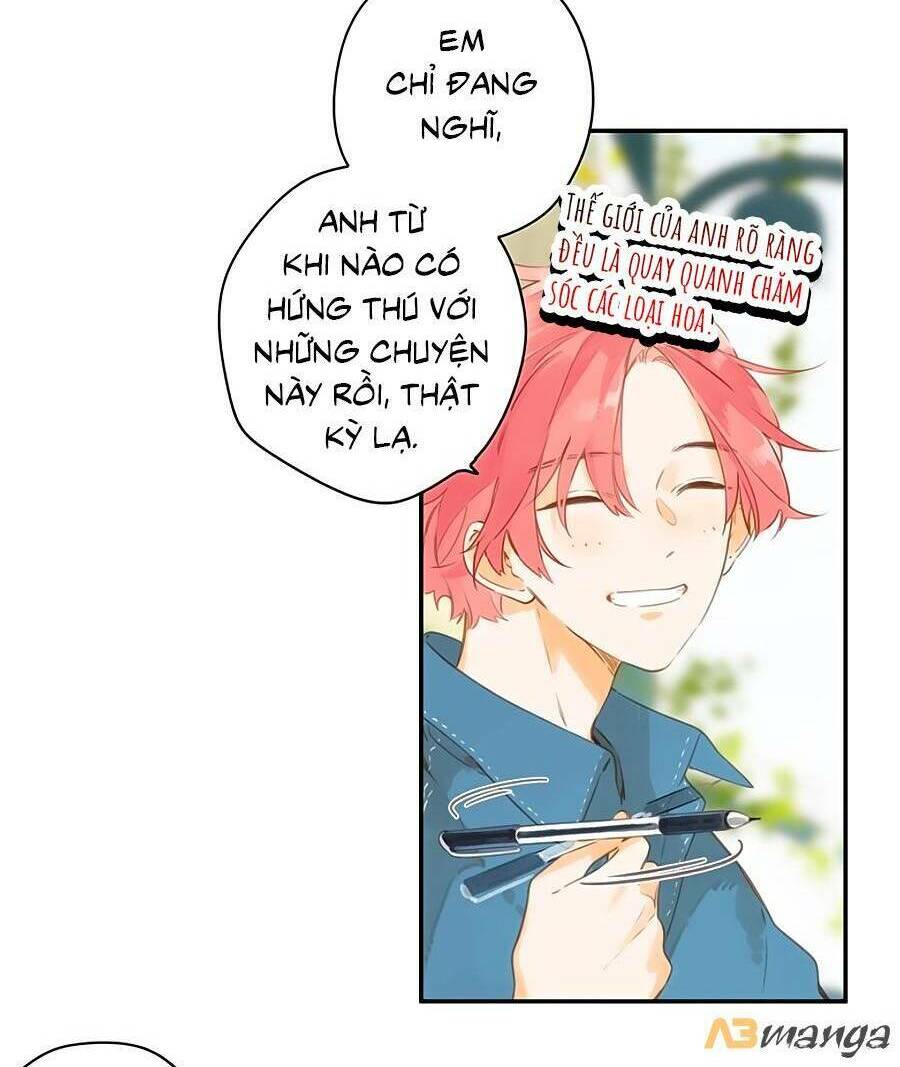 EM
CHỈ ĐANG
NGHĨ,
ANH TỪ
KHI NÀO CÓ
HỨNG THÚ VỚI
NHỮNG CHUYỆN
NÀY RỒI, THẬT
KỲ LẠ.
THẾ GIỚI CỦA ANH RÕ RÀNG
ĐỀU LÀ QUAY QUANH CHĂM
SÓC CÁC LOẠI HOA.
A3manga